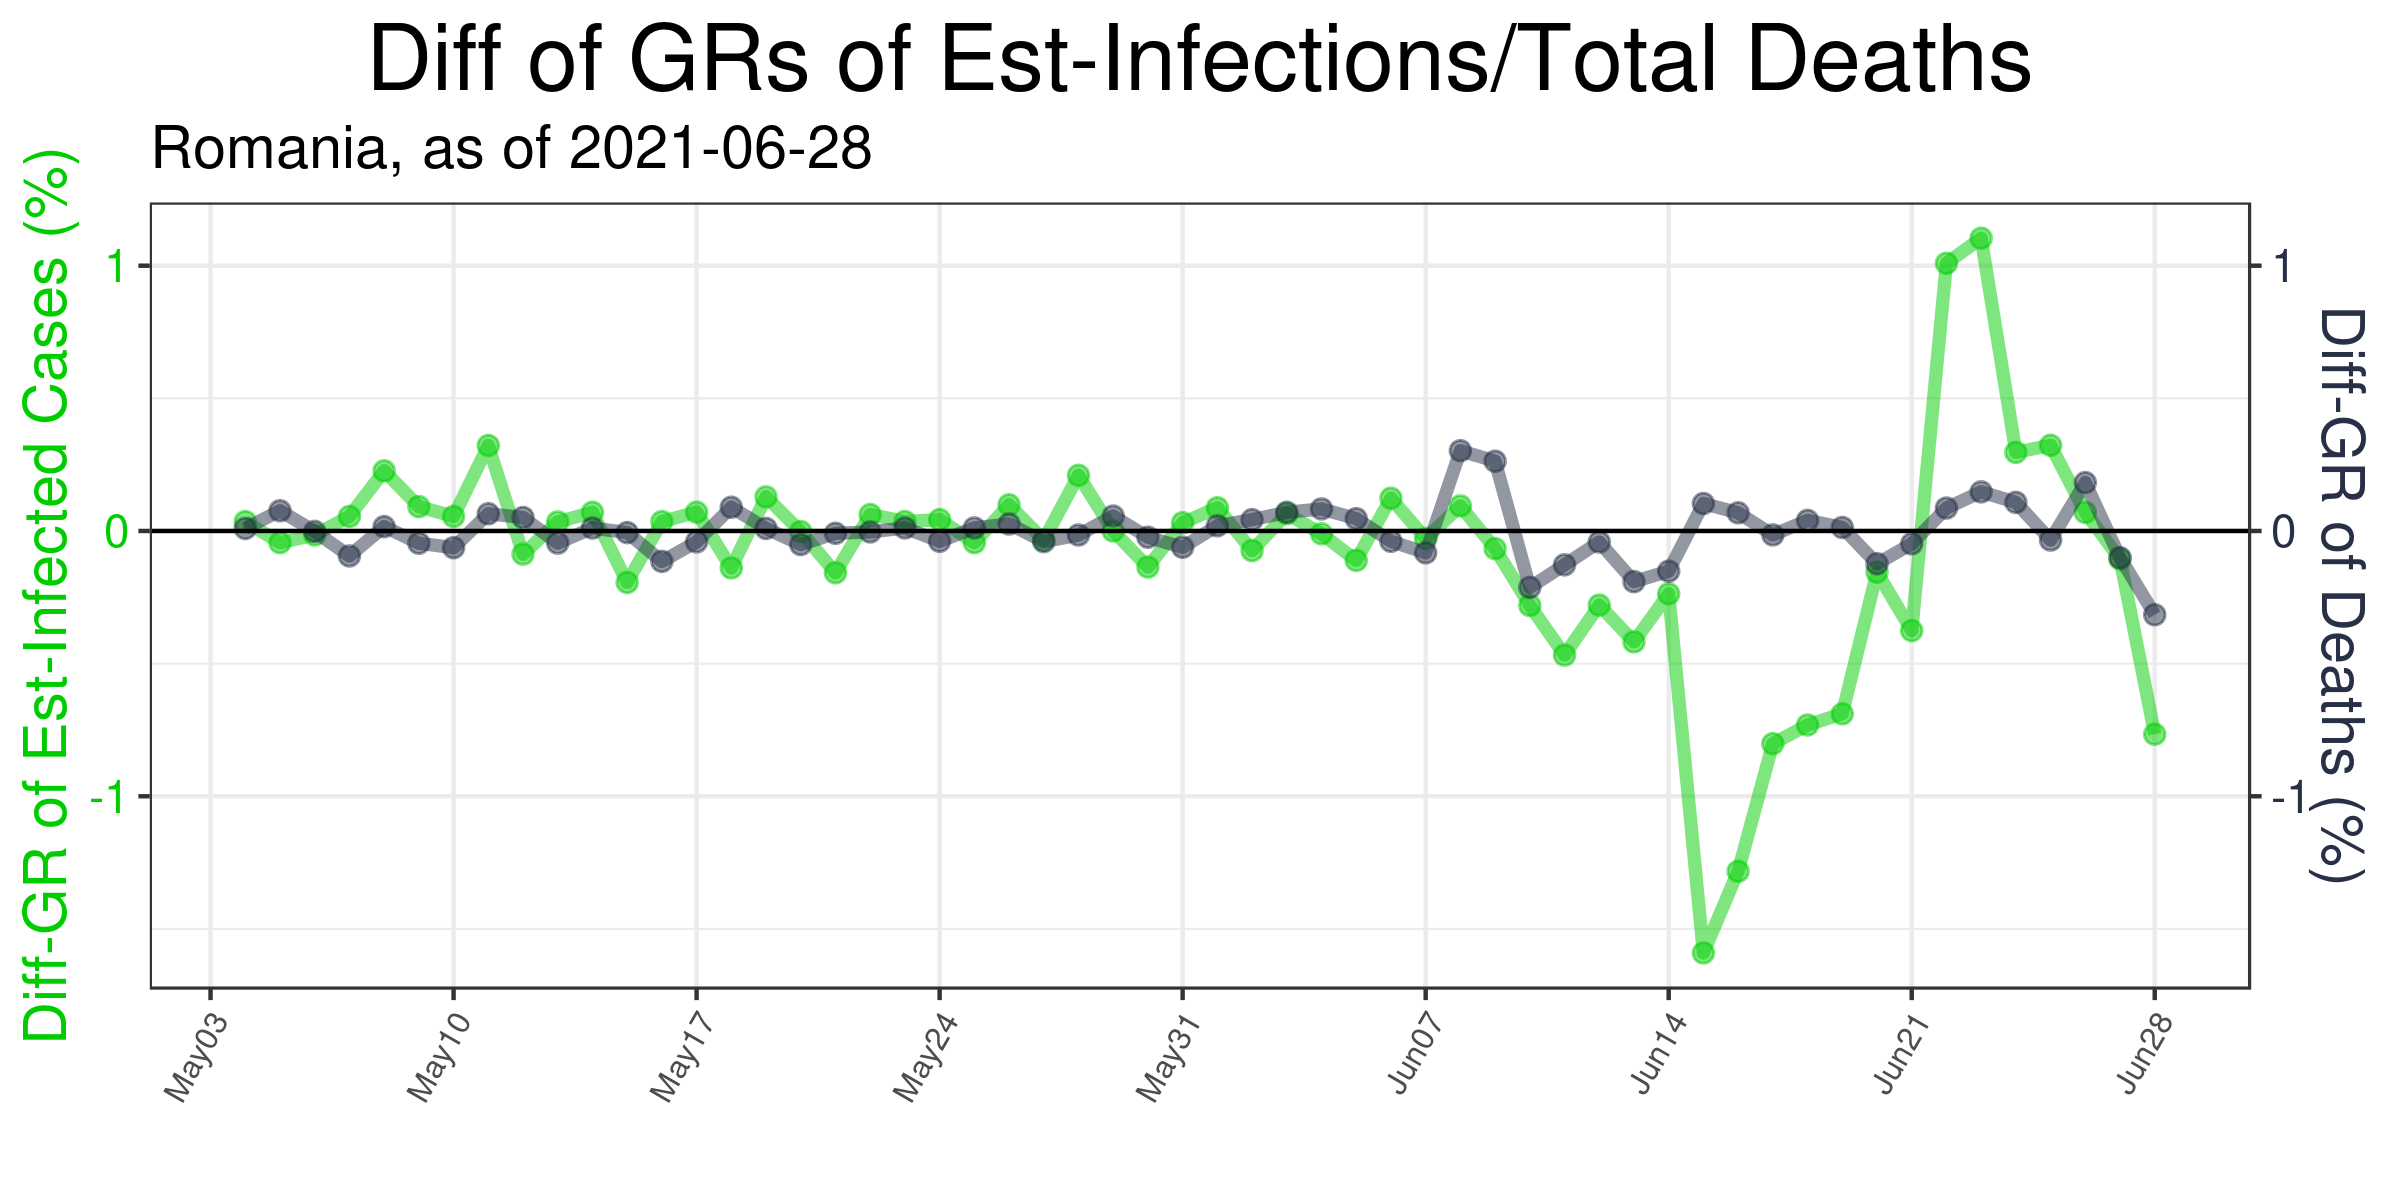 Diff of GRs of Est-Infections/Total Deaths
Romania, as of 2021-06-28
Diff-GR of Est-Infected Cases (%)
1
0
-1
1
0
-1
Diff-GR of Deaths (%)
May03
May10
May17
May24
May31
Jun07
Jun14
Jun21
Jun28